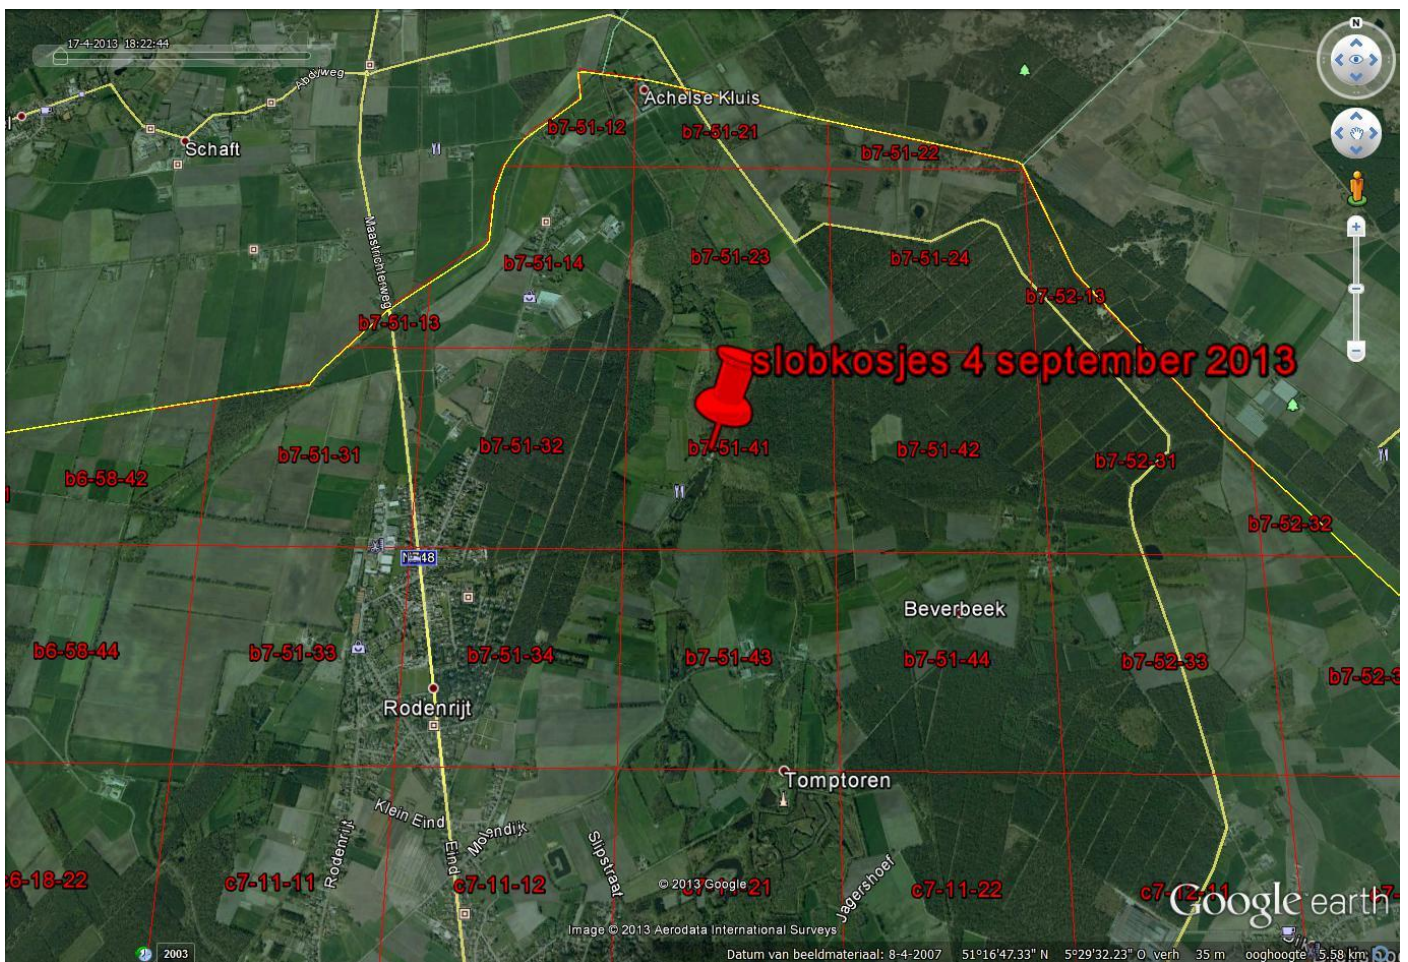 17-4-2013 18:22:44
N
Abdijweg
Achelse Kluis
b7-51-12
b7-51-21
Schaft
b7-51-22
Maastrichterweg
b7-51-14
b7-51-23
b7-51-24
b7-52-13
b7-51-13
slobkosjes 4 september 2013
b7-51-31
b7-51-32
b7-51-41
b7-51-42
b7-52-31
b6-58-42
b7-52-32
Beverbeek
b6-58-44
b7-51-33
b7-51-34
b7-51-43
b7-51-44
b7-52-33
Rodenrijt
Tomptoren
Klein Eind
Molendijk
Rodenrijt
Eind
Slipstraat
Jagershoef
c7-11-11
c7-11-12
© 2013 Google
c7-11-22
Google earth
Image © 2013 Aerodata International Surveys
2003
Datum van beeldmateriaal: 8-4-2007 51°16'47.33" N 5°29'32.23" O verh 35 m ooghoogte 5.58 km